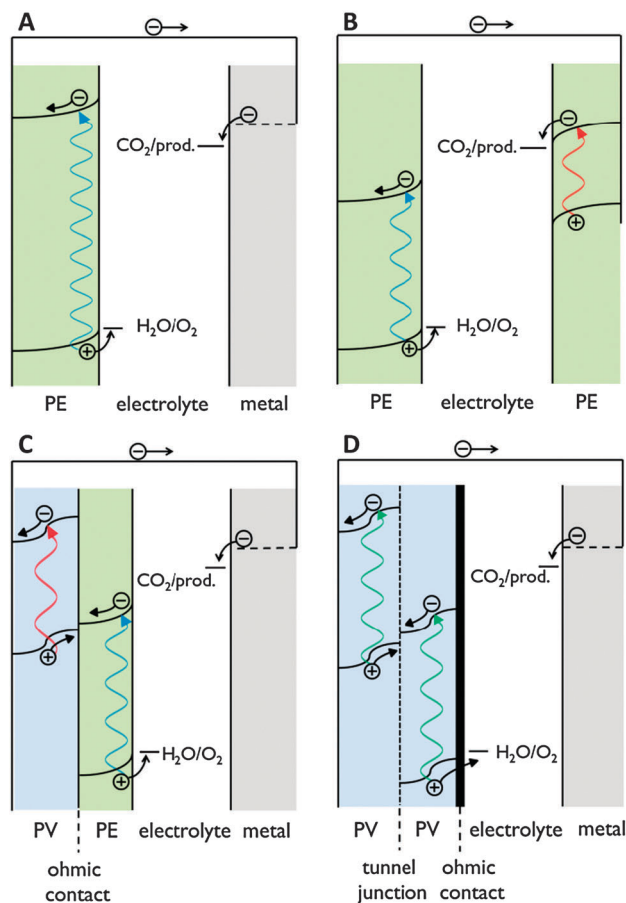 A
⊖→
⊖
⊖
CO₂/prod.
H₂O/O₂
⊕
PE electrolyte metal
B
⊖→
⊖
CO₂/prod.
⊖
⊕
H₂O/O₂
⊕
PE electrolyte PE
C
⊖→
⊖
⊖
CO₂/prod.
⊖
⊕
H₂O/O₂
⊕
PV PE electrolyte metal
ohmic
contact
D
⊖→
⊖
⊖
CO₂/prod.
⊖
⊕
H₂O/O₂
⊕
PV PV electrolyte metal
tunnel ohmic
junction contact